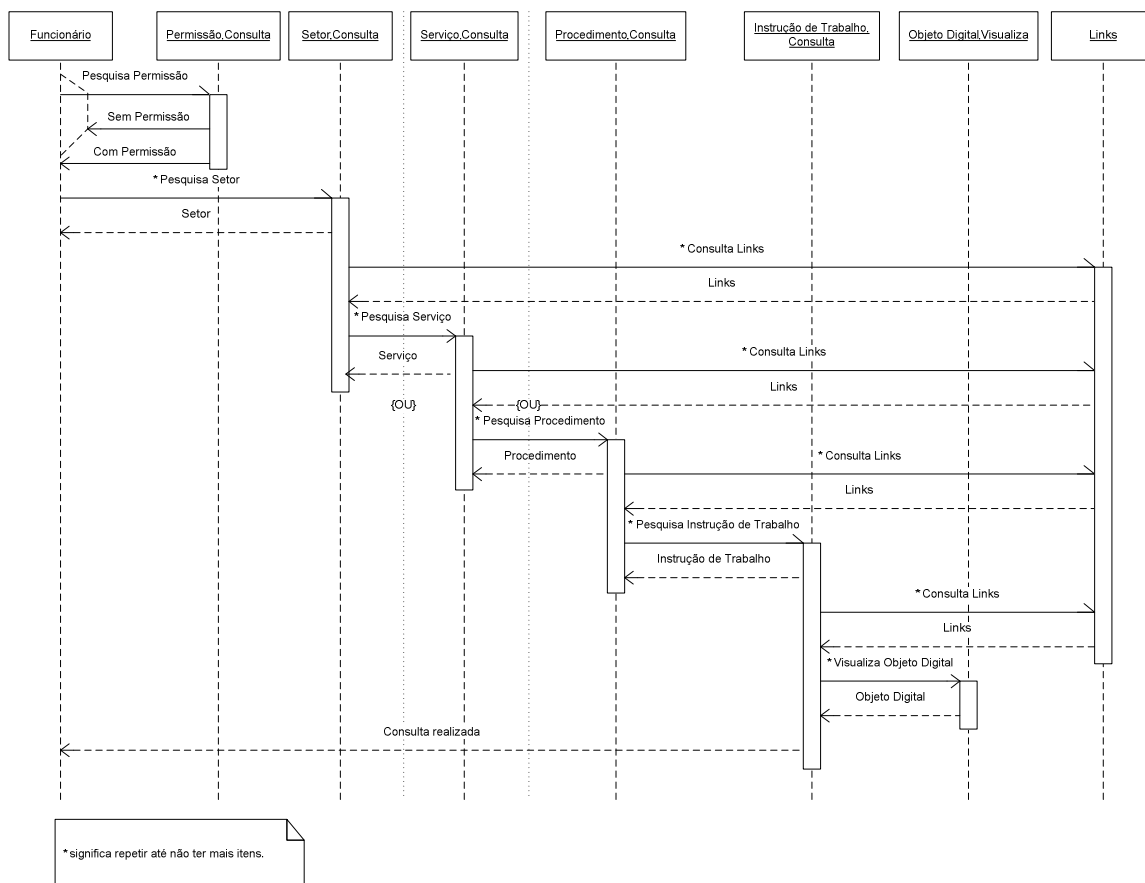 Funcionário
Permissão,Consulta
Setor,Consulta
Serviço,Consulta
Procedimento,Consulta
Instrução de Trabalho,
Consulta
Objeto Digital,Visualiza
Links
Pesquisa Permissão
Sem Permissão
Com Permissão
* Pesquisa Setor
Setor
* Consulta Links
Links
* Pesquisa Serviço
Serviço
* Consulta Links
Links
{OU}
{OU}
* Pesquisa Procedimento
Procedimento
* Consulta Links
Links
* Pesquisa Instrução de Trabalho
Instrução de Trabalho
* Consulta Links
Links
* Visualiza Objeto Digital
Objeto Digital
Consulta realizada
* significa repetir até não ter mais itens.